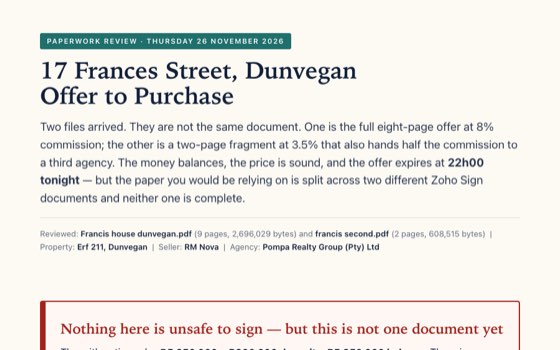 PAPERWORK REVIEW · THURSDAY 26 NOVEMBER 2026
17 Frances Street, Dunvegan
Offer to Purchase
Two files arrived. They are not the same document. One is the full eight-page offer at 8%
commission; the other is a two-page fragment at 3.5% that also hands half the commission to
a third agency. The money balances, the price is sound, and the offer expires at 22h00
tonight — but the paper you would be relying on is split across two different Zoho Sign
documents and neither one is complete.
Reviewed: Francis house dunvegan.pdf (9 pages, 2,696,029 bytes) and francis second.pdf (2 pages, 608,515 bytes) |
Property: Erf 211, Dunvegan | Seller: RM Nova | Agency: Pompa Realty Group (Pty) Ltd
Nothing here is unsafe to sign — but this is not one document yet